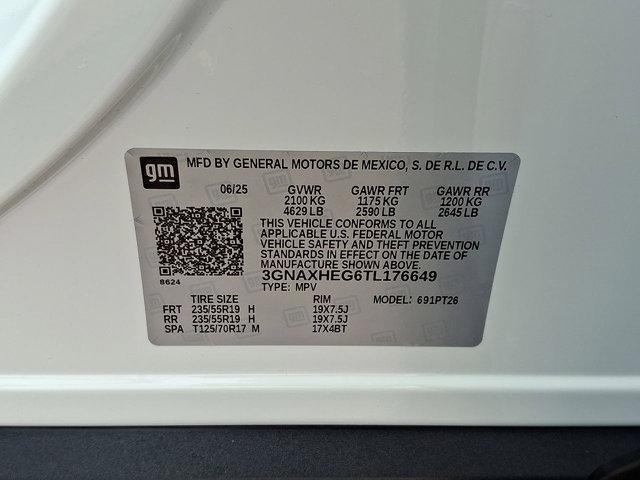 gm MFD BY GENERAL MOTORS DE MEXICO, S. DE R.L. DE C.V.
06/25 GVWR GAWR FRT GAWR RR
2100 KG 1175 KG 1200 KG
4629 LB 2590 LB 2645 LB
THIS VEHICLE CONFORMS TO ALL
APPLICABLE U.S. FEDERAL MOTOR
VEHICLE SAFETY AND THEFT PREVENTION
STANDARDS IN EFFECT ON THE DATE OF
MANUFACTURE SHOWN ABOVE.
8624 3GNAXHEG6TL176649
TYPE: MPV
TIRE SIZE RIM MODEL: 691PT26
FRT 235/55R19 H 19X7.5J
RR 235/55R19 H 19X7.5J
SPA T125/70R17 M 17X4BT